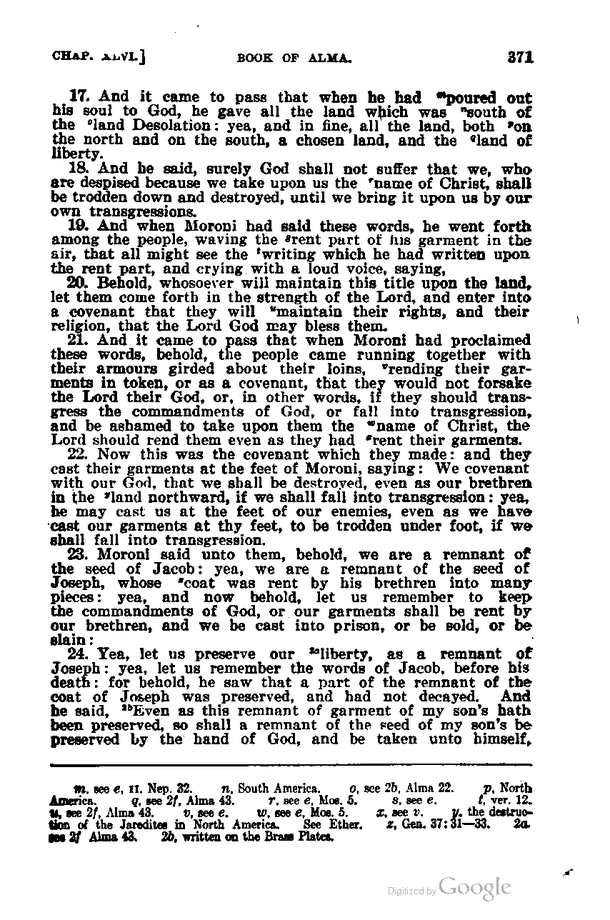 CHAP. XLVI.] BOOK OF ALMA. 371
17. And it came to pass that when he had ᵐpoured out
his soul to God, he gave all the land which was ⁿsouth of
the ᵒland Desolation: yea, and in fine, all the land, both ᵖon
the north and on the south, a chosen land, and the ᑫland of
liberty.
18. And he said, surely God shall not suffer that we, who
are despised because we take upon us the ʳname of Christ, shall
be trodden down and destroyed, until we bring it upon us by our
own transgressions.
19. And when Moroni had said these words, he went forth
among the people, waving the ˢrent part of his garment in the
air, that all might see the ᵗwriting which he had written upon
the rent part, and crying with a loud voice, saying,
20. Behold, whosoever will maintain this title upon the land,
let them come forth in the strength of the Lord, and enter into
a covenant that they will ᵘmaintain their rights, and their
religion, that the Lord God may bless them.
21. And it came to pass that when Moroni had proclaimed
these words, behold, the people came running together with
their armours girded about their loins, ᵛrending their gar-
ments in token, or as a covenant, that they would not forsake
the Lord their God, or, in other words, if they should trans-
gress the commandments of God, or fall into transgression,
and be ashamed to take upon them the ʷname of Christ, the
Lord should rend them even as they had ˣrent their garments.
22. Now this was the covenant which they made: and they
cast their garments at the feet of Moroni, saying: We covenant
with our God, that we shall be destroyed, even as our brethren
in the ʸland northward, if we shall fall into transgression: yea,
he may cast us at the feet of our enemies, even as we have
cast our garments at thy feet, to be trodden under foot, if we
shall fall into transgression.
23. Moroni said unto them, behold, we are a remnant of
the seed of Jacob: yea, we are a remnant of the seed of
Joseph, whose ᶻcoat was rent by his brethren into many
pieces: yea, and now behold, let us remember to keep
the commandments of God, or our garments shall be rent by
our brethren, and we be cast into prison, or be sold, or be
slain:
24. Yea, let us preserve our ²ᵃliberty, as a remnant of
Joseph: yea, let us remember the words of Jacob, before his
death: for behold, he saw that a part of the remnant of the
coat of Joseph was preserved, and had not decayed. And
he said, ²ᵇEven as this remnant of garment of my son's hath
been preserved, so shall a remnant of the seed of my son's be
preserved by the hand of God, and be taken unto himself,
m, see e, II. Nep. 32. n, South America. o, see 2b, Alma 22. p, North
America. q, see 2f, Alma 43. r, see e, Mos. 5. s, see e. t, ver. 12.
u, see 2f, Alma 43. v, see e. w, see e, Mos. 5. x, see v. y, the destruc-
tion of the Jaredites in North America. See Ether. z, Gen. 37: 31—33. 2a,
see 2f Alma 43. 2b, written on the Brass Plates.
Digitized by Google